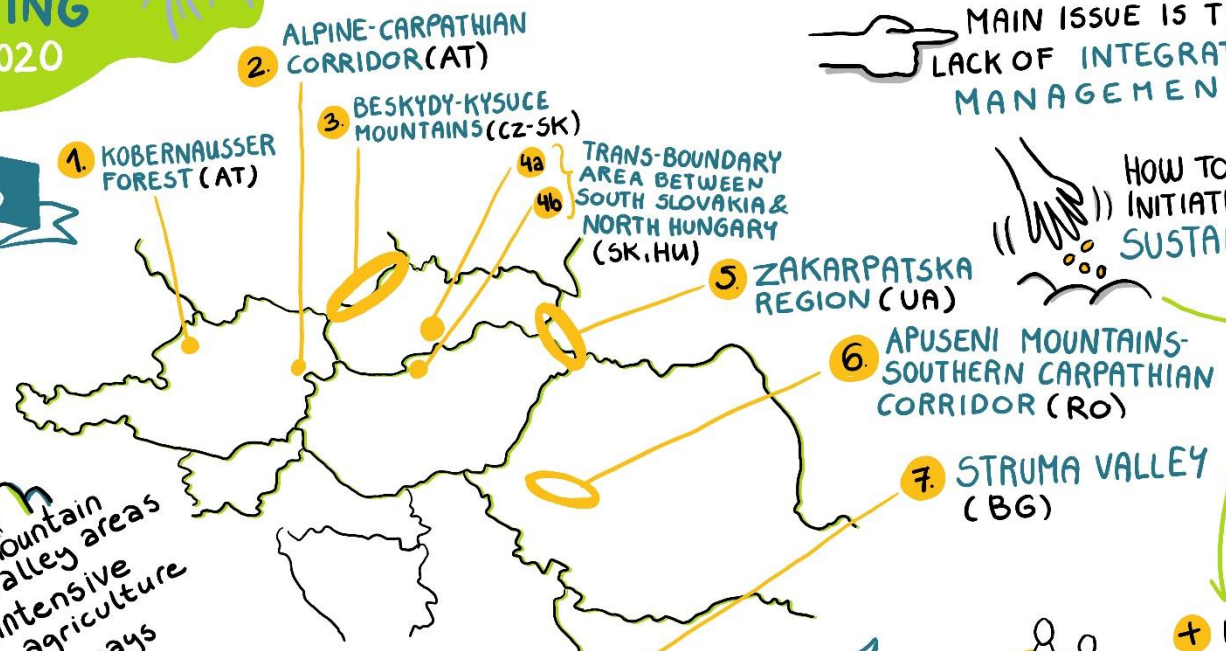 ING
020
2. ALPINE-CARPATHIAN
CORRIDOR (AT)
3. BESKYDY-KYSUCE
MOUNTAINS (CZ-SK)
1. KOBERNAUSSER
FOREST (AT)
4a
4b
TRANS-BOUNDARY
AREA BETWEEN
SOUTH SLOVAKIA &
NORTH HUNGARY
(SK, HU)
5. ZAKARPATSKA
REGION (UA)
6. APUSENI MOUNTAINS-
SOUTHERN CARPATHIAN
CORRIDOR (RO)
7. STRUMA VALLEY
(BG)
MAIN ISSUE IS T
LACK OF INTEGRAT
MANAGEMEN
HOW TO
INITIATI
SUSTAI
ountain
alley areas
intensive
agriculture
ays
+